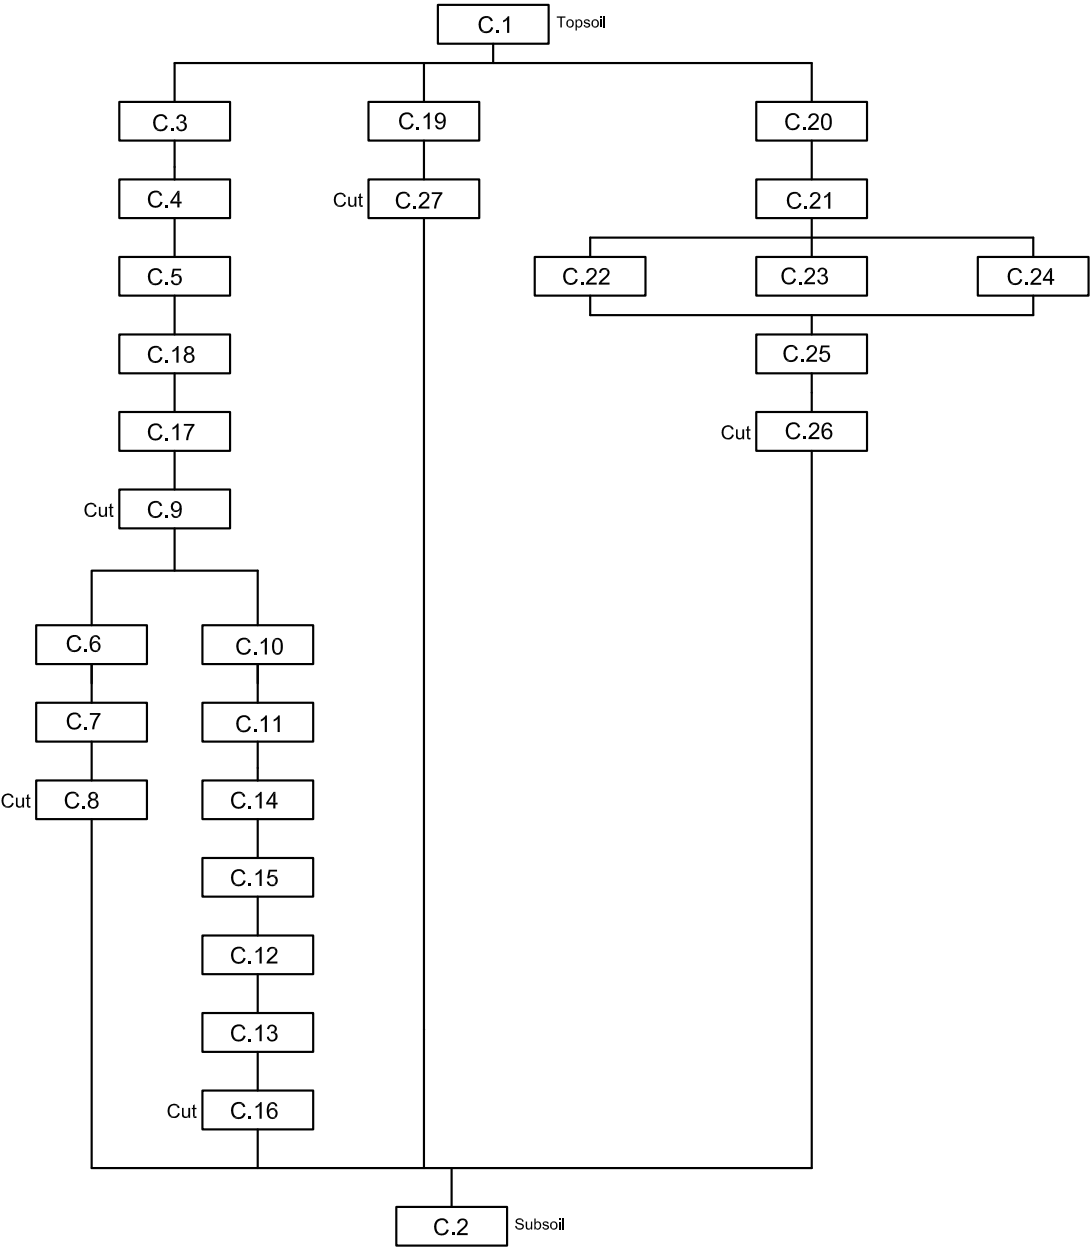 C.1 Topsoil
C.3 C.19 C.20
C.4 Cut C.27 C.21
C.5 C.22 C.23 C.24
C.18 C.25
C.17 Cut C.26
Cut C.9
C.6 C.10
C.7 C.11
Cut C.8 C.14
C.15
C.12
C.13
Cut C.16
C.2 Subsoil